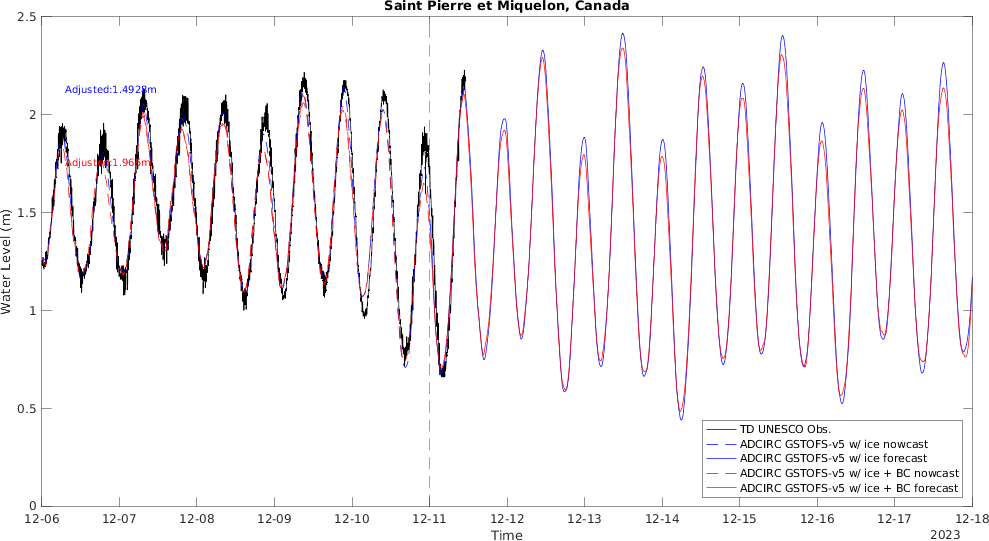 Saint Pierre et Miquelon, Canada
2.5
2
1.5
1
0.5
0
Water Level (m)
Adjusted:1.4928m
Adjusted:1.966m
TD UNESCO Obs.
ADCIRC GSTOFS-v5 w/ ice nowcast
ADCIRC GSTOFS-v5 w/ ice forecast
ADCIRC GSTOFS-v5 w/ ice + BC nowcast
ADCIRC GSTOFS-v5 w/ ice + BC forecast
12-06 12-07 12-08 12-09 12-10 12-11 12-12 12-13 12-14 12-15 12-16 12-17 12-18
Time
2023